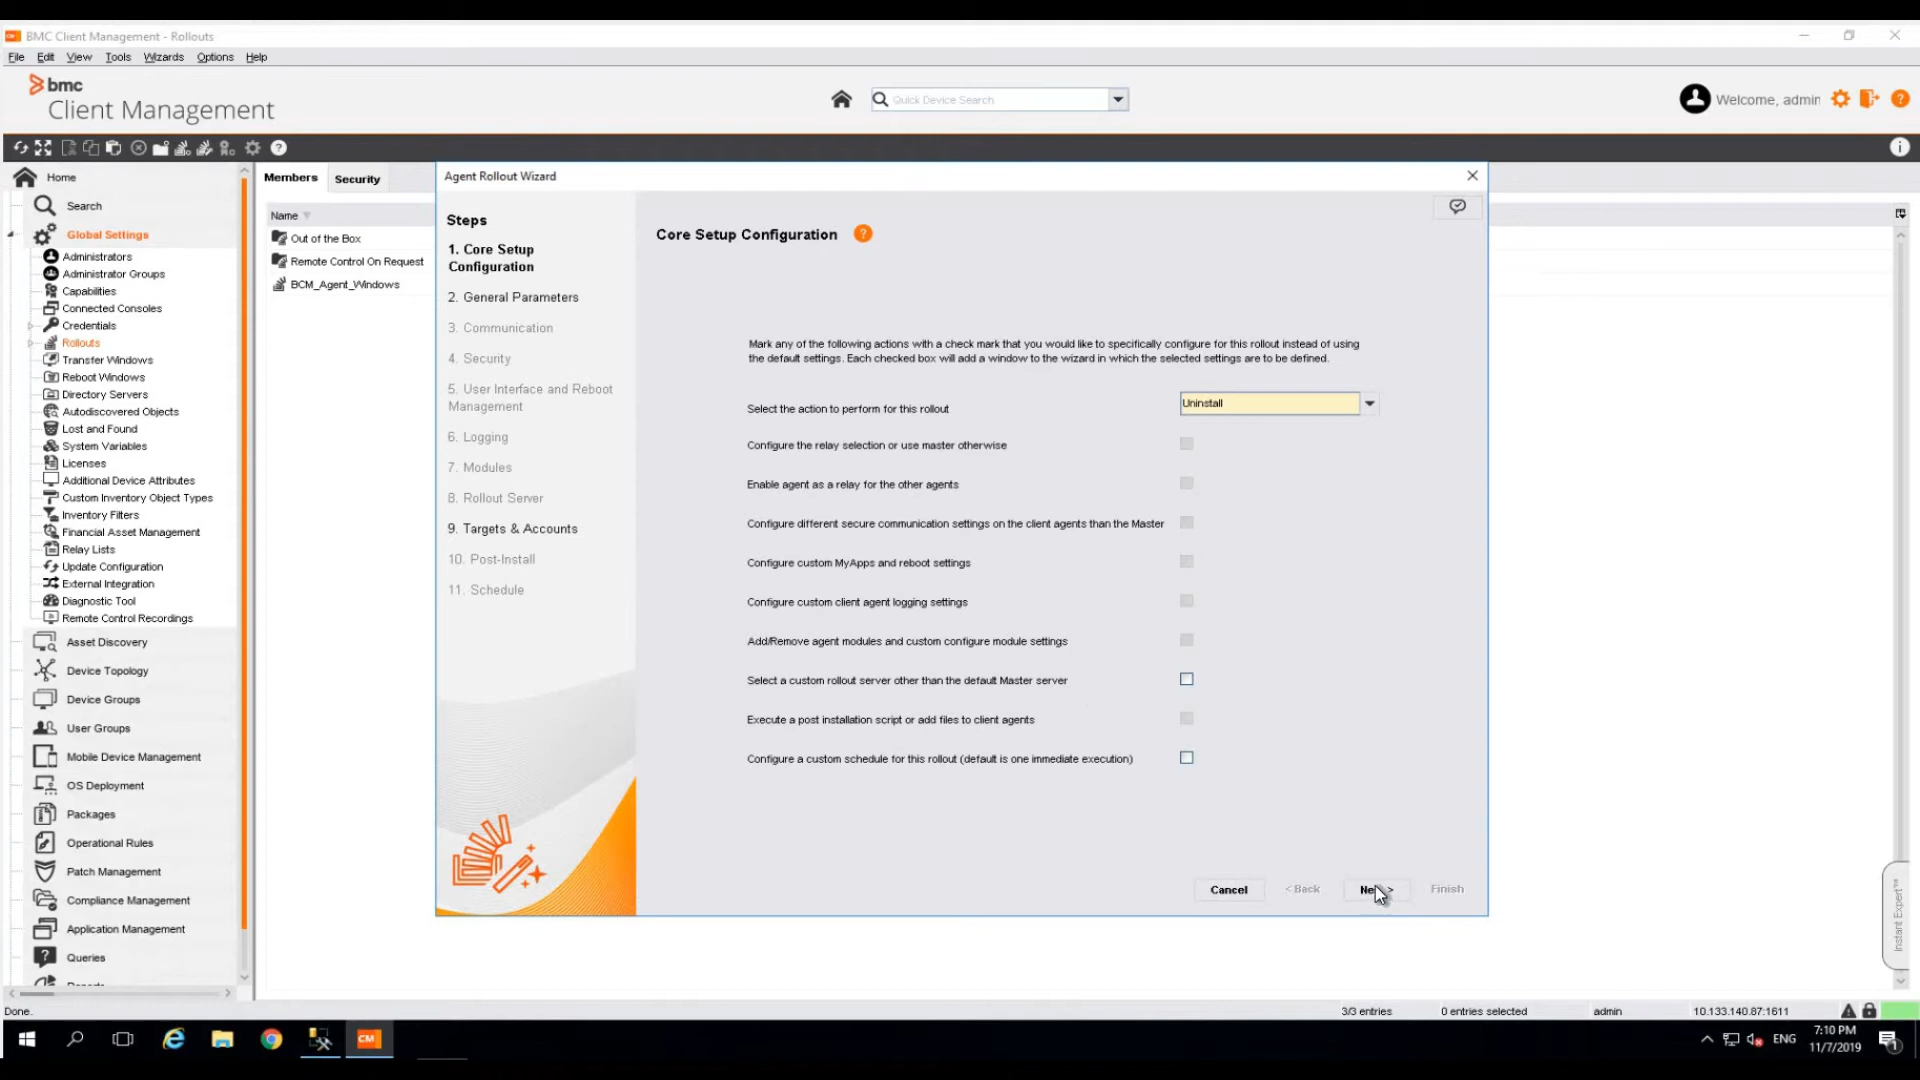 BMC Client Management - Rollouts
File Edit View Tools Wizards Options Help
bmc
Client Management
Quick Device Search
Welcome, admin
Home
Search
Global Settings
Administrators
Administrator Groups
Capabilities
Connected Consoles
Credentials
Rollouts
Transfer Windows
Reboot Windows
Directory Servers
Autodiscovered Objects
Lost and Found
System Variables
Licenses
Additional Device Attributes
Custom Inventory Object Types
Inventory Filters
Financial Asset Management
Relay Lists
Update Configuration
External Integration
Diagnostic Tool
Remote Control Recordings
Asset Discovery
Device Topology
Device Groups
User Groups
Mobile Device Management
OS Deployment
Packages
Operational Rules
Patch Management
Compliance Management
Application Management
Queries
Members Security
Name
Out of the Box
Remote Control On Request
BCM_Agent_Windows
Agent Rollout Wizard
Steps
1. Core Setup
Configuration
2. General Parameters
3. Communication
4. Security
5. User Interface and Reboot
Management
6. Logging
7. Modules
8. Rollout Server
9. Targets & Accounts
10. Post-Install
11. Schedule
Core Setup Configuration
Mark any of the following actions with a check mark that you would like to specifically configure for this rollout instead of using
the default settings. Each checked box will add a window to the wizard in which the selected settings are to be defined.
Select the action to perform for this rollout Uninstall
Configure the relay selection or use master otherwise
Enable agent as a relay for the other agents
Configure different secure communication settings on the client agents than the Master
Configure custom MyApps and reboot settings
Configure custom client agent logging settings
Add/Remove agent modules and custom configure module settings
Select a custom rollout server other than the default Master server
Execute a post installation script or add files to client agents
Configure a custom schedule for this rollout (default is one immediate execution)
Cancel < Back Finish
Instant Expert™
Done. 3/3 entries 0 entries selected admin 10.133.140.87:1611
CM
ENG
7:10 PM
11/7/2019
1